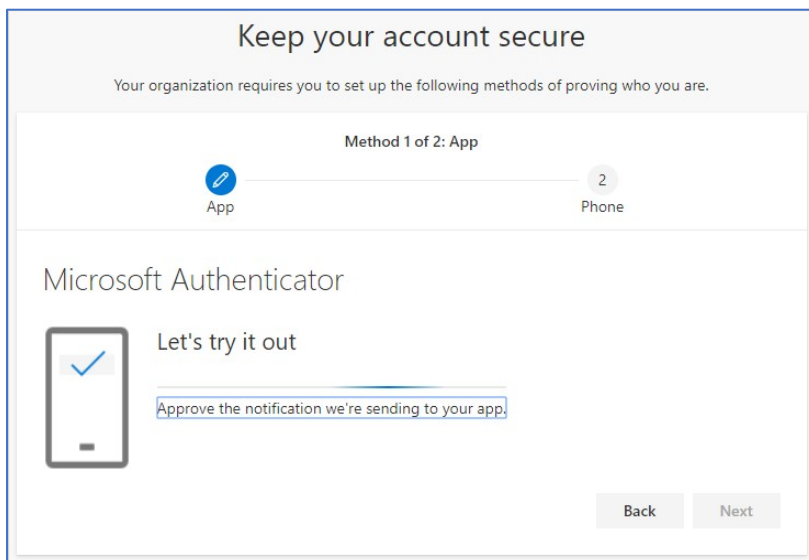 Keep your account secure
Your organization requires you to set up the following methods of proving who you are.
Method 1 of 2: App
2
App
Phone
Microsoft Authenticator
Let's try it out
Approve the notification we're sending to your app.
Back
Next